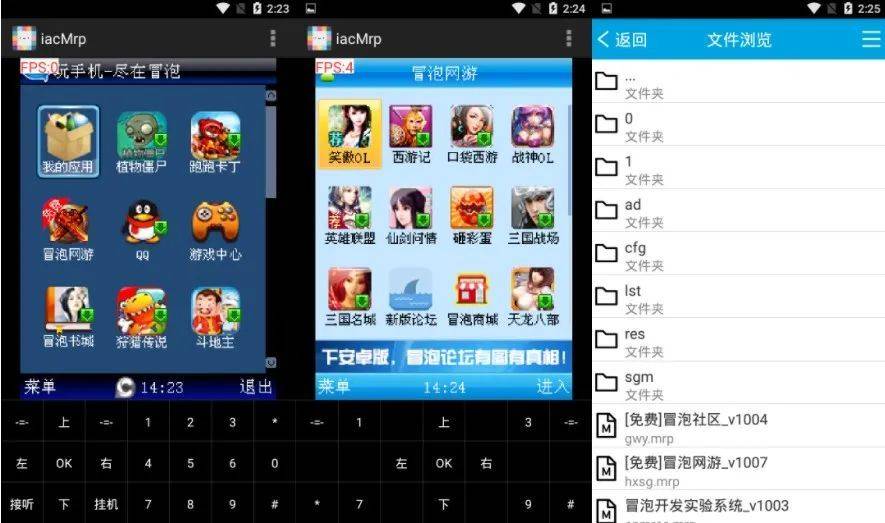 2:23
iacMrp
FPS:0
玩手机-尽在冒泡
我的应用 植物僵尸 跑跑卡丁
冒泡网游 QQ 游戏中心
冒泡书城 狩猎传说 斗地主
菜单 14:23 退出
-=- 上 -=- 1 2 3 *
左 OK 右 4 5 6 0
接听 下 挂机 7 8 9 #
2:24
iacMrp
FPS:4
冒泡网游
荐
笑傲OL 西游记 口袋西游 战神OL
英雄联盟 仙剑问情 砸彩蛋 三国战场
三国名城 新版论坛 冒泡商城 天龙八部
下安卓版，冒泡论坛有图有真相！
菜单 14:24 进入
-=- 1 上 3 -=-
左 OK 右
* 7 下 9 #
2:25
返回 文件浏览
...
文件夹
0
文件夹
1
文件夹
ad
文件夹
cfg
文件夹
lst
文件夹
res
文件夹
sgm
文件夹
[免费]冒泡社区_v1004
gwy.mrp
[免费]冒泡网游_v1007
hxsg.mrp
冒泡开发实验系统_v1003